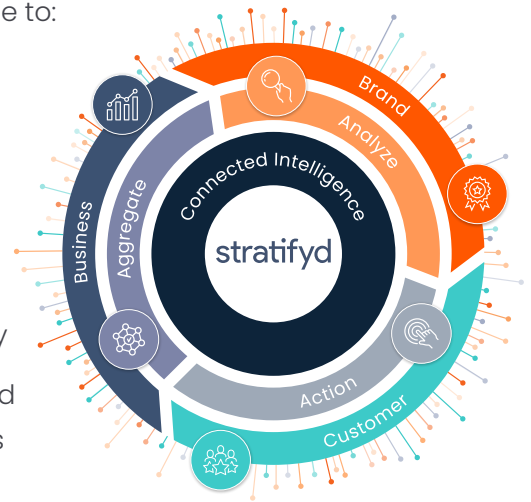 e to:
Brand
Analyze
Connected Intelligence
stratifyd
Aggregate
Business
y
d
s
Action
Customer